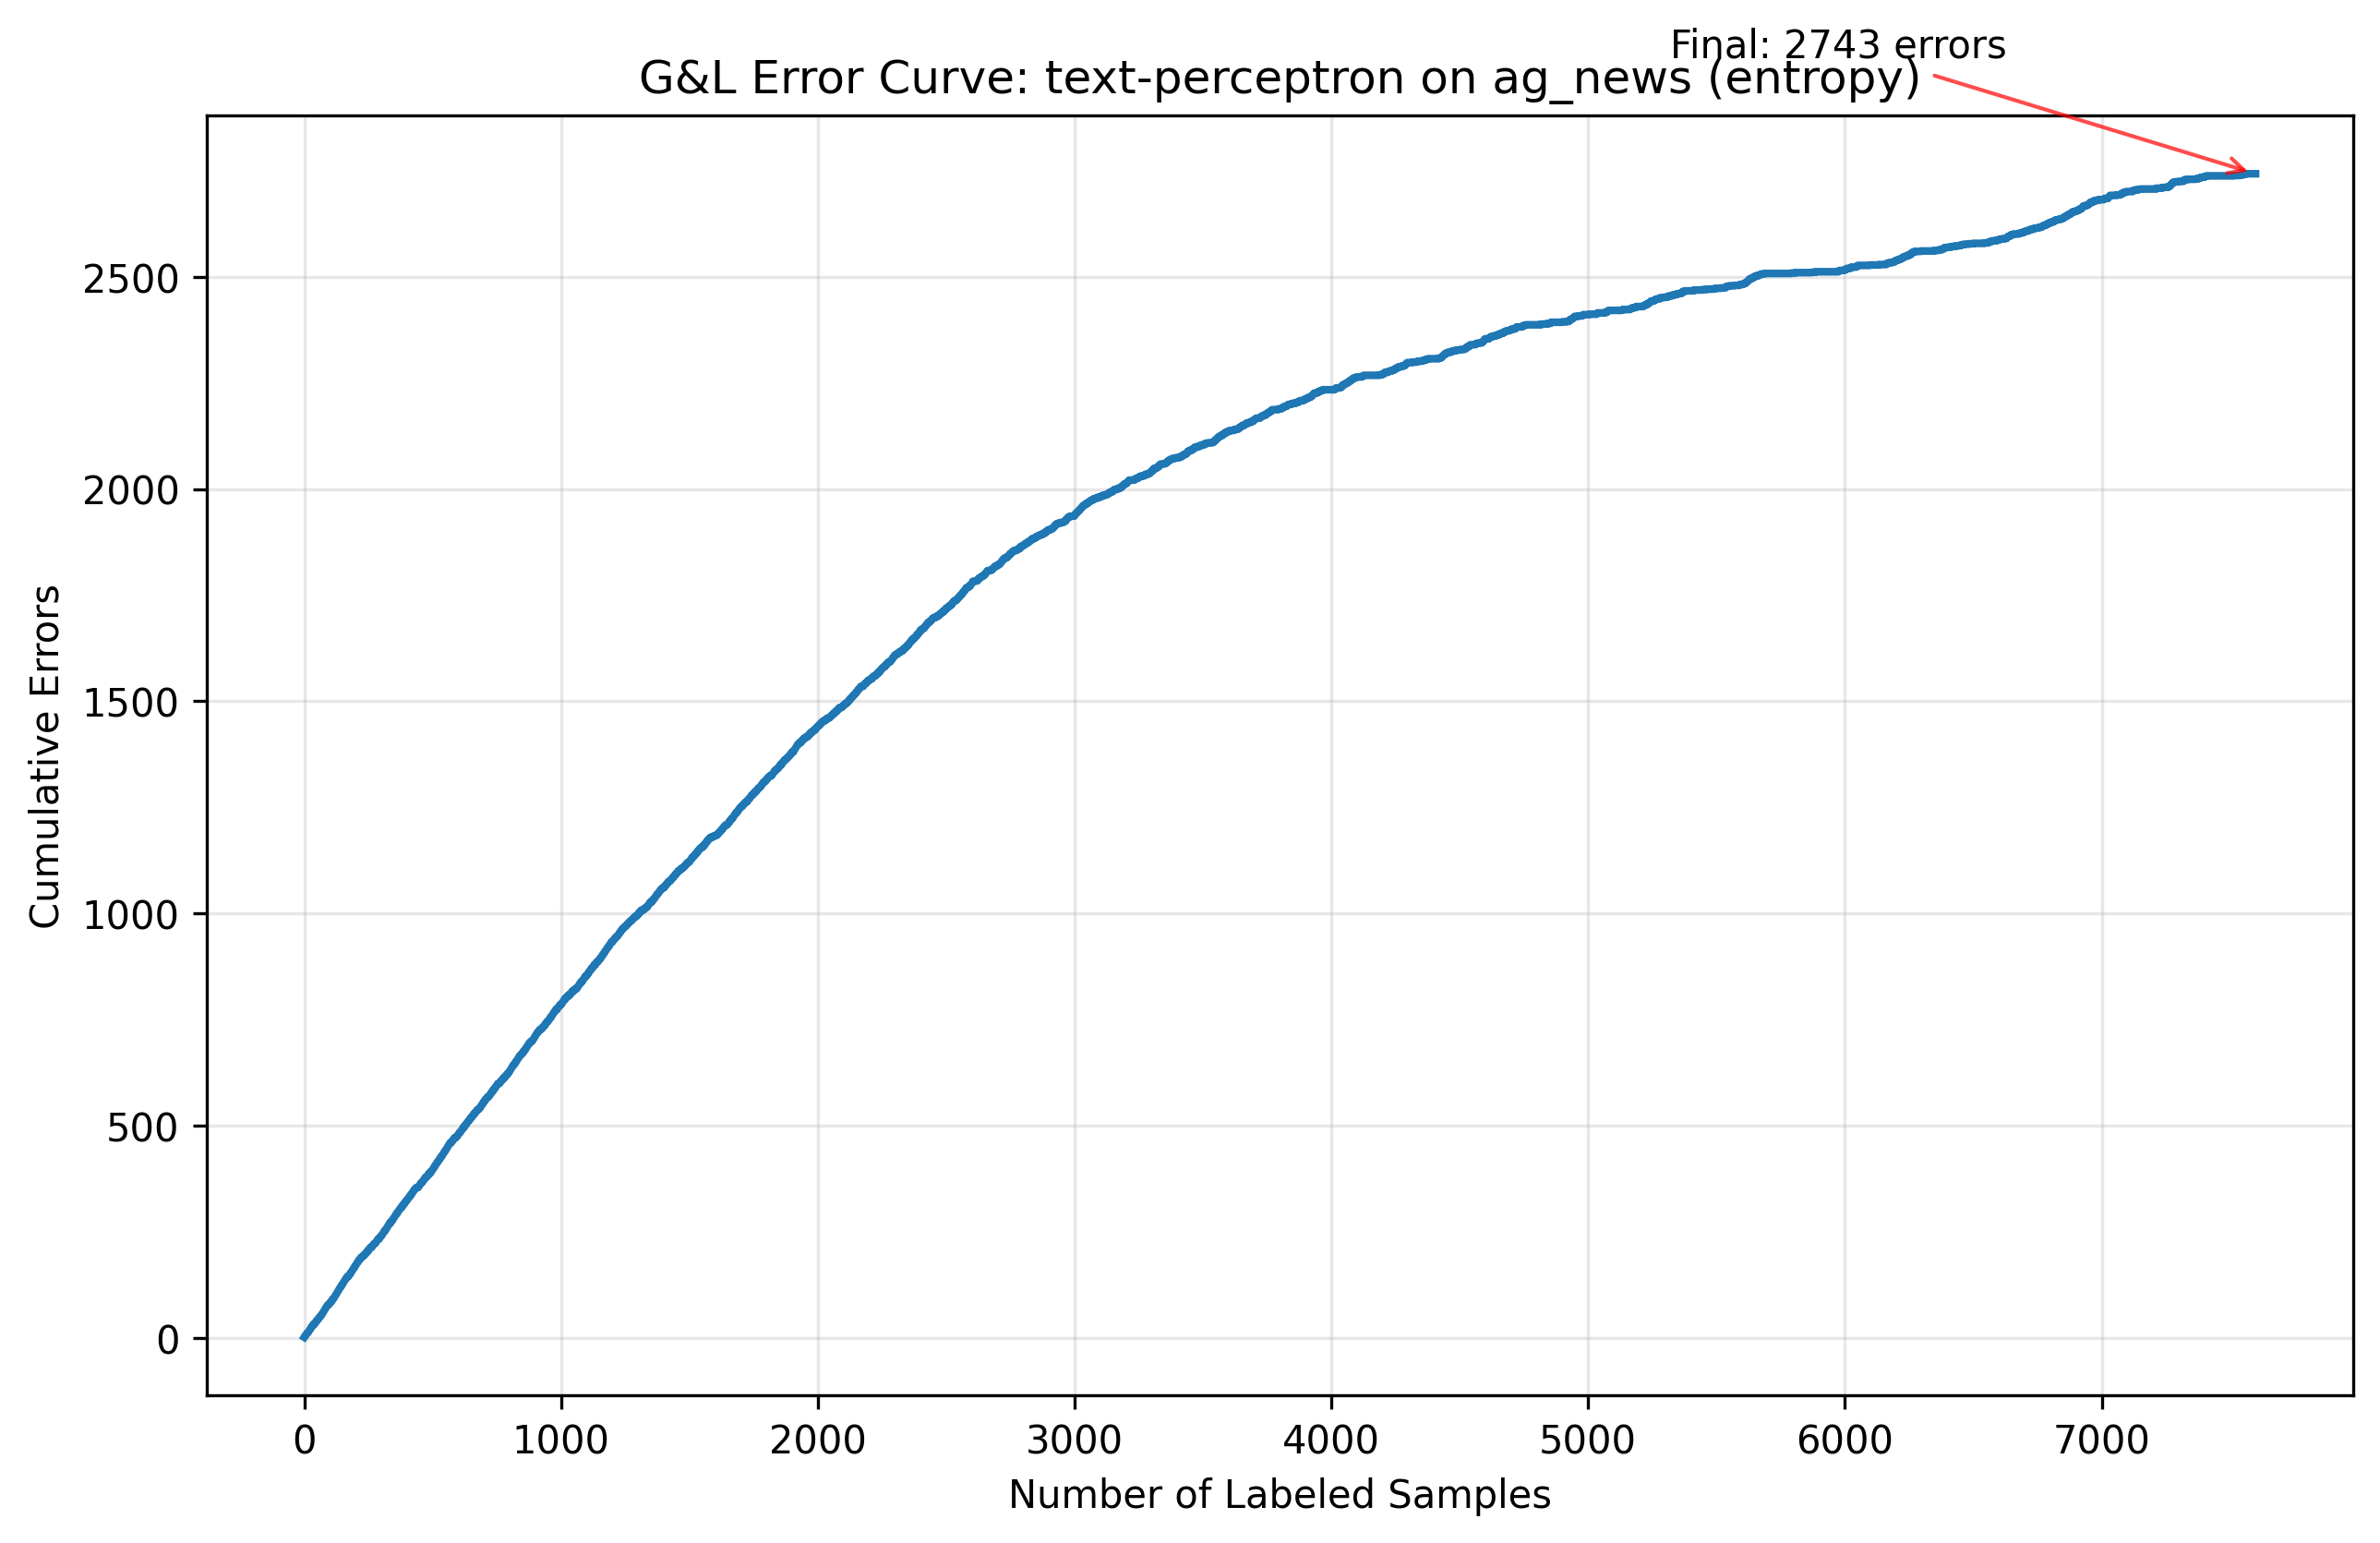 Final: 2743 errors
G&L Error Curve: text-perceptron on ag_news (entropy)
Cumulative Errors
2500
2000
1500
1000
500
0
0 1000 2000 3000 4000 5000 6000 7000
Number of Labeled Samples